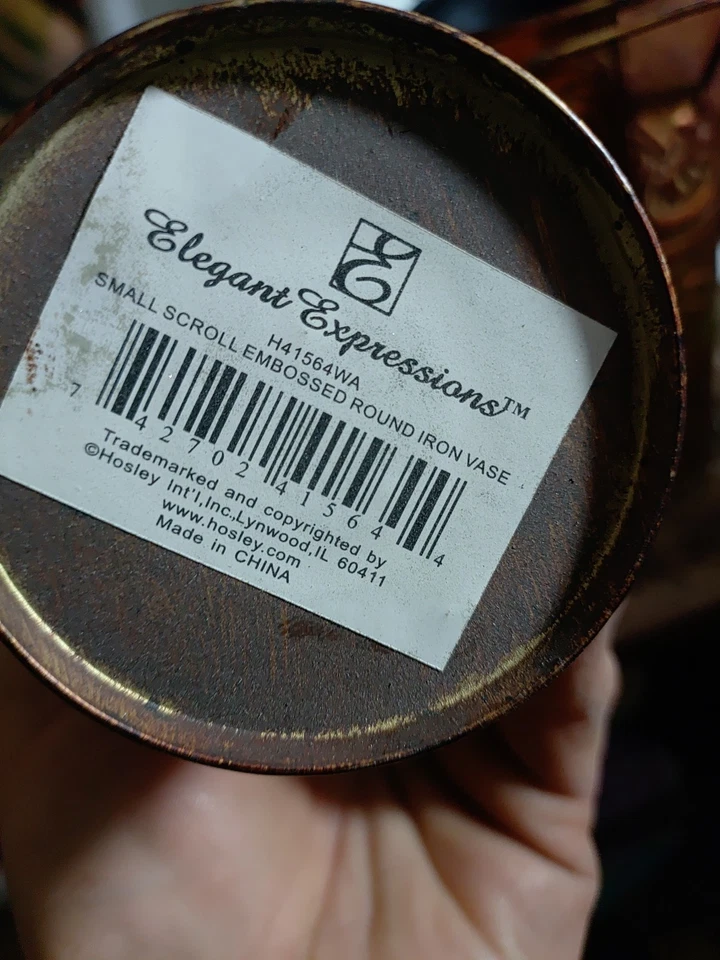 E
Elegant Expressions™
H41564WA
SMALL SCROLL EMBOSSED ROUND IRON VASE
7 42702 41564 4
Trademarked and copyrighted by
©Hosley Int'l,Inc.,Lynwood,IL 60411
www.hosley.com
Made in CHINA